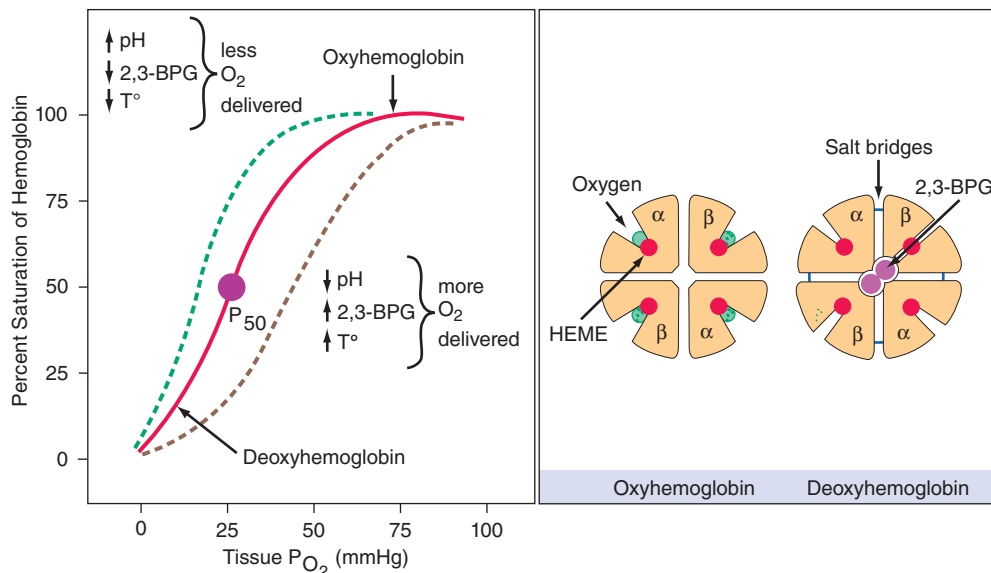 ↑ pH
↓ 2,3-BPG
↓ T°
less
O2
delivered
Oxyhemoglobin
Percent Saturation of Hemoglobin
100
75
50
25
0
P50
↓ pH
↑ 2,3-BPG
↑ T°
more
O2
delivered
Deoxyhemoglobin
0
25
50
75
100
Tissue PO2 (mmHg)
Salt bridges
2,3-BPG
Oxygen
α
β
α
β
HEME
β
α
β
α
Oxyhemoglobin
Deoxyhemoglobin